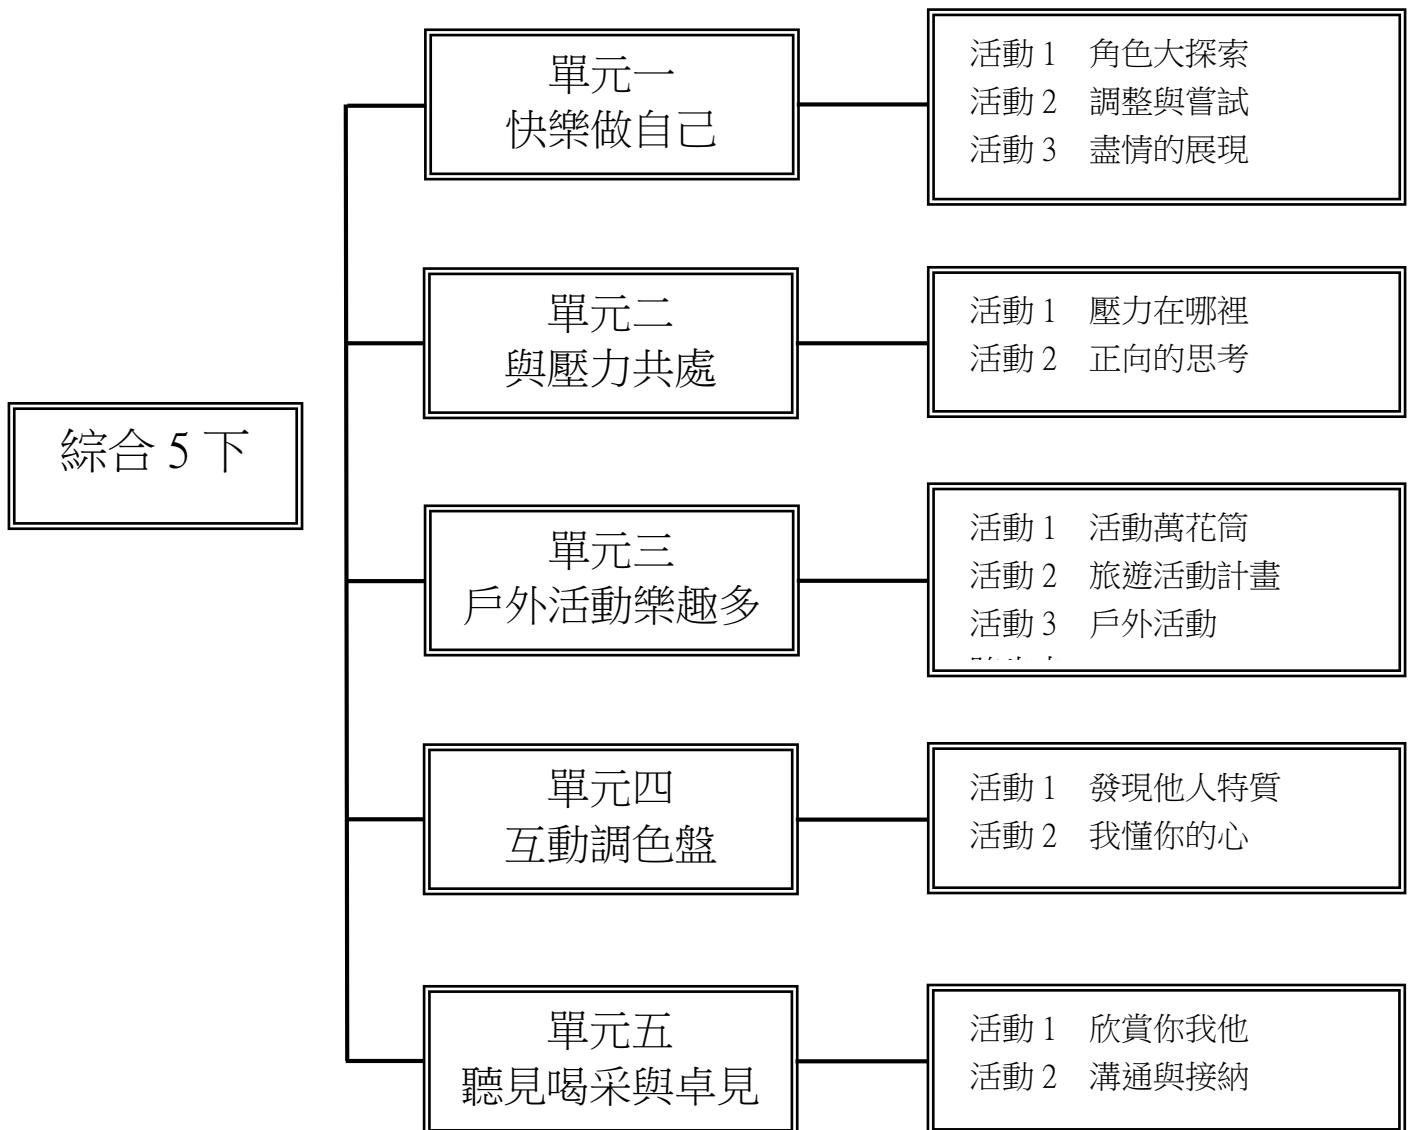 綜合 5 下
單元一
快樂做自己
活動 1 角色大探索
活動 2 調整與嘗試
活動 3 盡情的展現
單元二
與壓力共處
活動 1 壓力在哪裡
活動 2 正向的思考
單元三
戶外活動樂趣多
活動 1 活動萬花筒
活動 2 旅遊活動計畫
活動 3 戶外活動
單元四
互動調色盤
活動 1 發現他人特質
活動 2 我懂你的心
單元五
聽見喝采與卓見
活動 1 欣賞你我他
活動 2 溝通與接納